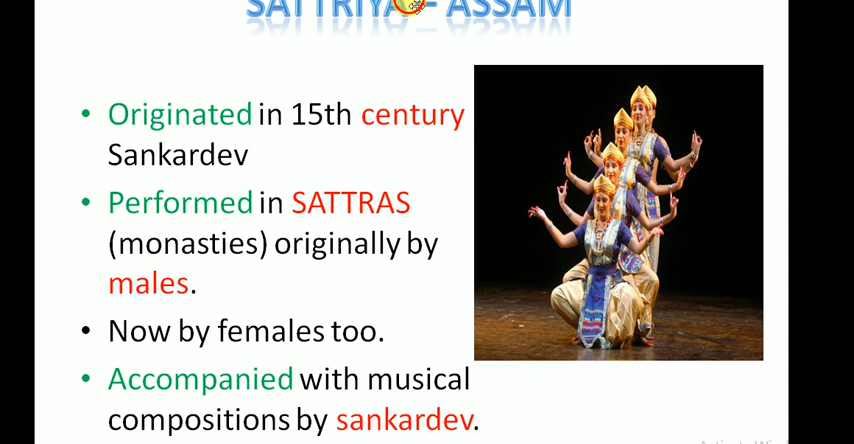 SATTRIYA - ASSAM
• Originated in 15th century
Sankardev
• Performed in SATTRAS
(monasties) originally by
males.
• Now by females too.
• Accompanied with musical
compositions by sankardev.